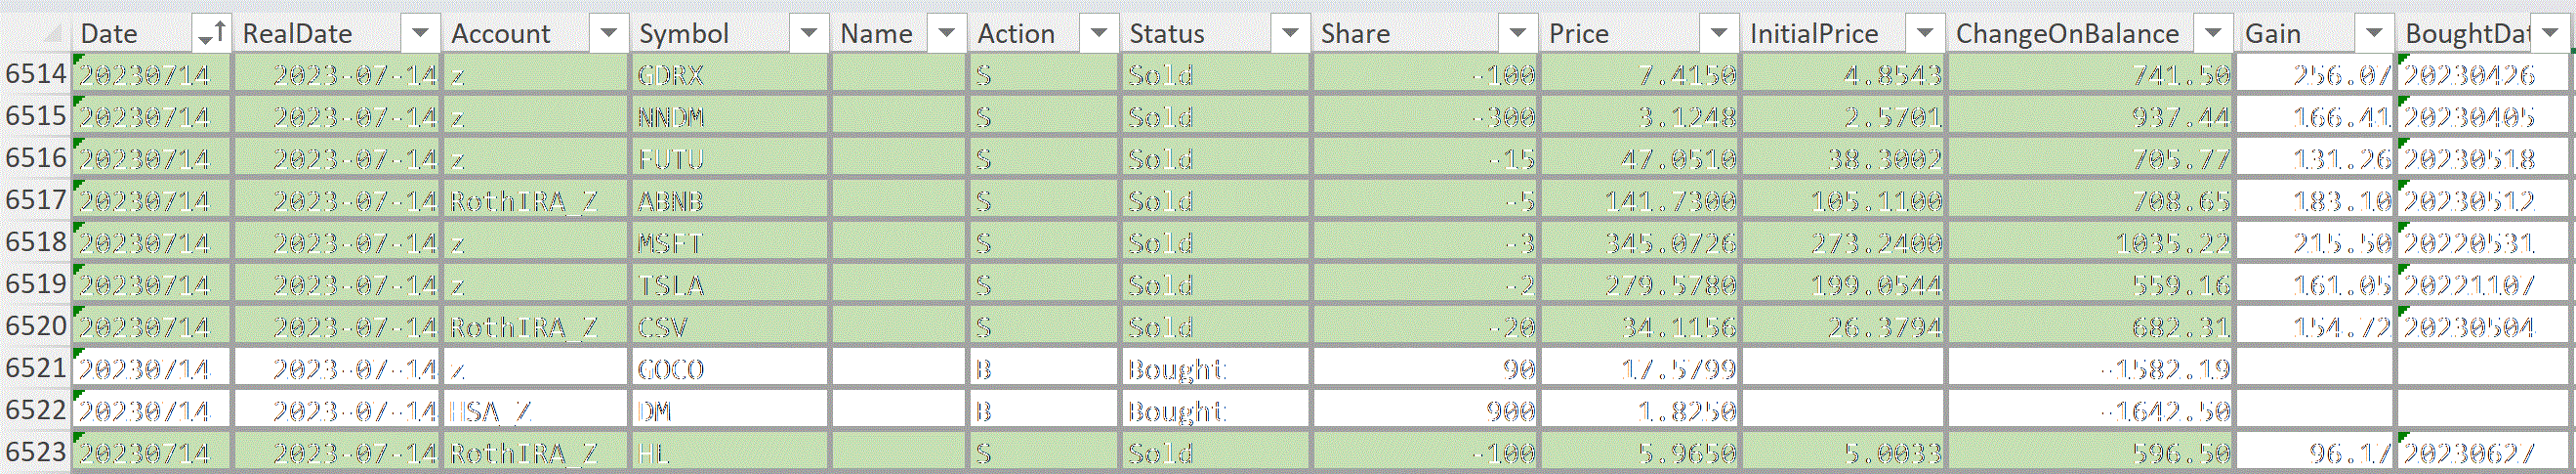 Date RealDate Account Symbol Name Action Status Share Price InitialPrice ChangeOnBalance Gain BoughtDat
6514 20230714 2023-07-14 z GDRX S Sold -100 7.4150 4.8543 741.50 256.07 20230426
6515 20230714 2023-07-14 z NNDM S Sold -300 3.1248 2.5701 937.44 166.41 20230405
6516 20230714 2023-07-14 z FUTU S Sold -15 47.0510 38.3002 705.77 131.26 20230518
6517 20230714 2023-07-14 RothIRA_Z ABNB S Sold -5 141.7300 105.1100 708.65 183.10 20230512
6518 20230714 2023-07-14 z MSFT S Sold -3 345.0726 273.2400 1035.22 215.50 20220531
6519 20230714 2023-07-14 z TSLA S Sold -2 279.5780 199.0544 559.16 161.05 20221107
6520 20230714 2023-07-14 RothIRA_Z CSV S Sold -20 34.1156 26.3794 682.31 154.72 20230504
6521 20230714 2023-07-14 z GOCO B Bought 90 17.5799 -1582.19
6522 20230714 2023-07-14 HSA_Z DM B Bought 900 1.8250 -1642.50
6523 20230714 2023-07-14 RothIRA_Z HL S Sold -100 5.9650 5.0033 596.50 96.17 20230627